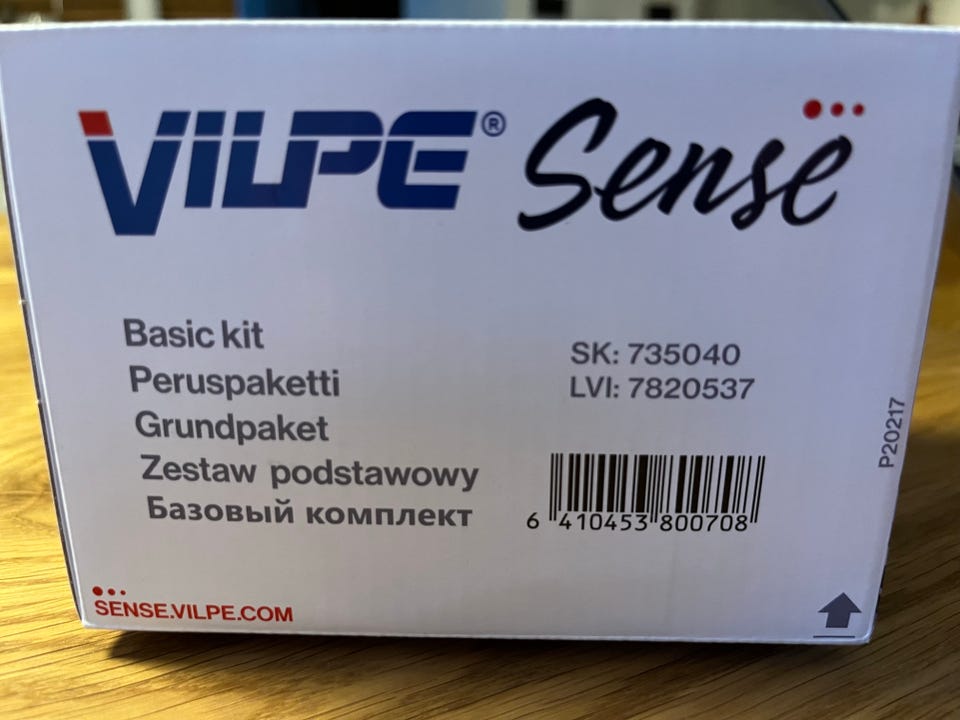 VILPE® Sense
Basic kit
Peruspaketti
Grundpaket
Zestaw podstawowy
Базовый комплект
SK: 735040
LVI: 7820537
6 410453 800708
P20217
SENSE.VILPE.COM